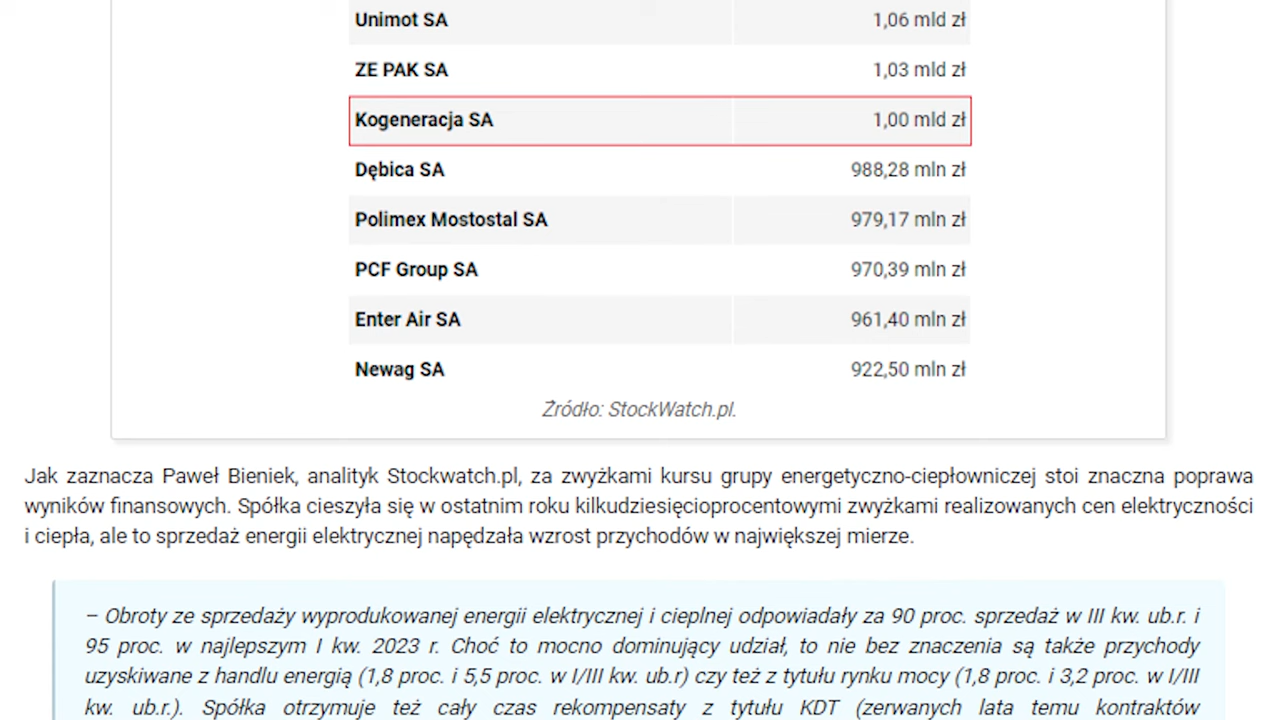 Unimot SA 1,06 mld zł
ZE PAK SA 1,03 mld zł
Kogeneracja SA 1,00 mld zł
Dębica SA 988,28 mln zł
Polimex Mostostal SA 979,17 mln zł
PCF Group SA 970,39 mln zł
Enter Air SA 961,40 mln zł
Newag SA 922,50 mln zł
Źródło: StockWatch.pl.
Jak zaznacza Paweł Bieniek, analityk Stockwatch.pl, za zwyżkami kursu grupy energetyczno-ciepłowniczej stoi znaczna poprawa
wyników finansowych. Spółka cieszyła się w ostatnim roku kilkudziesięcioprocentowymi zwyżkami realizowanych cen elektryczności
i ciepła, ale to sprzedaż energii elektrycznej napędzała wzrost przychodów w największej mierze.
– Obroty ze sprzedaży wyprodukowanej energii elektrycznej i cieplnej odpowiadały za 90 proc. sprzedaż w III kw. ub.r. i
95 proc. w najlepszym I kw. 2023 r. Choć to mocno dominujący udział, to nie bez znaczenia są także przychody
uzyskiwane z handlu energią (1,8 proc. i 5,5 proc. w I/III kw. ub.r) czy też z tytułu rynku mocy (1,8 proc. i 3,2 proc. w I/III
kw. ub.r.). Spółka otrzymuje też cały czas rekompensaty z tytułu KDT (zerwanych lata temu kontraktów